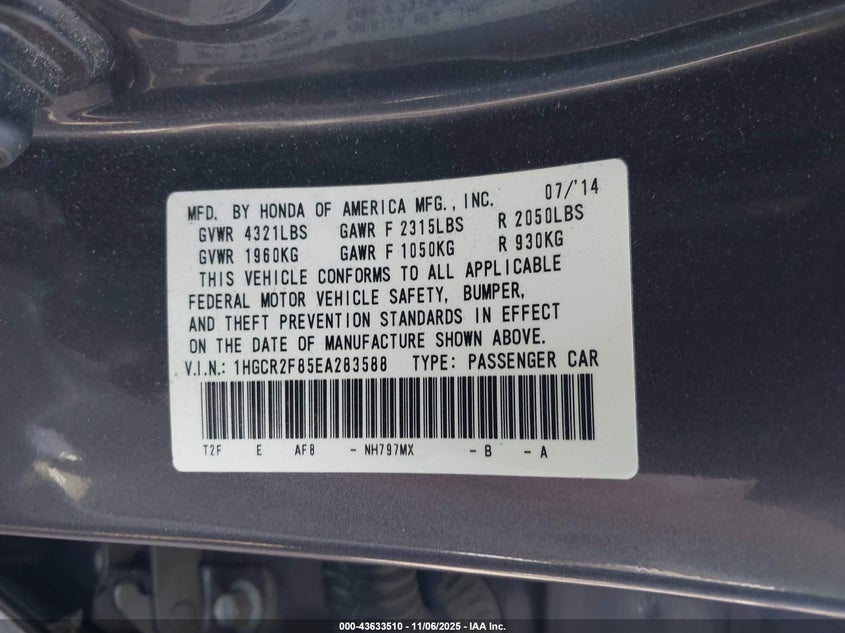 MFD. BY HONDA OF AMERICA MFG., INC. 07/'14
GVWR 4321LBS GAWR F 2315LBS R 2050LBS
GVWR 1960KG GAWR F 1050KG R 930KG
THIS VEHICLE CONFORMS TO ALL APPLICABLE
FEDERAL MOTOR VEHICLE SAFETY, BUMPER,
AND THEFT PREVENTION STANDARDS IN EFFECT
ON THE DATE OF MANUFACTURE SHOWN ABOVE.
V.I.N.: 1HGCR2F85EA283588 TYPE: PASSENGER CAR
T2F E AF8 - NH797MX - B - A
000-43633510 - 11/06/2025 - IAA Inc.